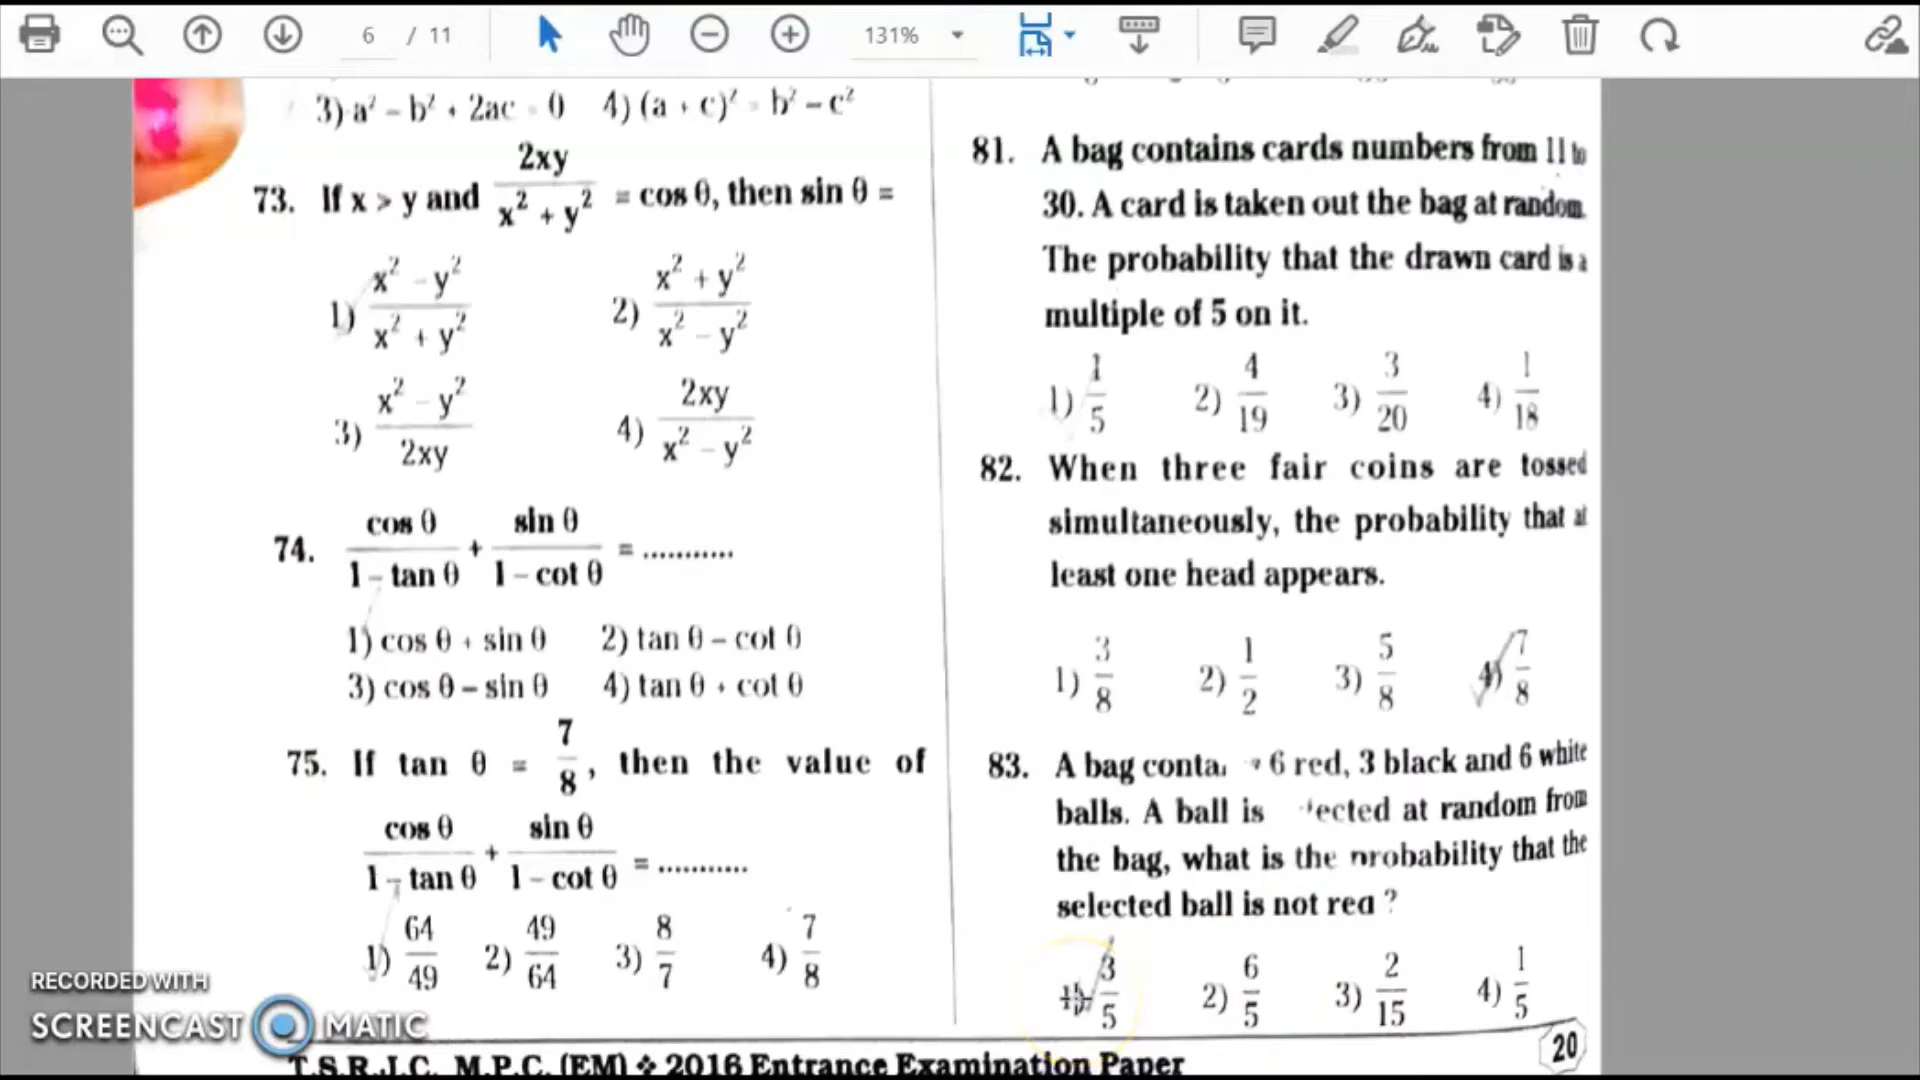 6 / 11
131%
3) a² - b² + 2ac = 0 4) (a + c)² = b² - c²
73. If x > y and 2xy / x² + y² = cos θ, then sin θ =
1) x² - y² / x² + y² 2) x² + y² / x² - y²
3) x² - y² / 2xy 4) 2xy / x² - y²
74. cos θ / 1 - tan θ + sin θ / 1 - cot θ = ...........
1) cos θ + sin θ 2) tan θ - cot θ
3) cos θ - sin θ 4) tan θ + cot θ
75. If tan θ = 7/8, then the value of
cos θ / 1 - tan θ + sin θ / 1 - cot θ = ...........
1) 64/49 2) 49/64 3) 8/7 4) 7/8
81. A bag contains cards numbers from 11 to
30. A card is taken out the bag at random.
The probability that the drawn card is a
multiple of 5 on it.
1) 1/5 2) 4/19 3) 3/20 4) 1/18
82. When three fair coins are tossed
simultaneously, the probability that at
least one head appears.
1) 3/8 2) 1/2 3) 5/8 4) 7/8
83. A bag 6 red, 3 black and 6 white
balls. A ball is at random from
the bag, what is the probability that the
selected ball is not red ?
1) 3/5 2) 6/5 3) 2/15 4) 1/5
T.S.R.J.C. M.P.C. (EM) ❖ 2016 Entrance Examination Paper
20
RECORDED WITH
SCREENCAST MATIC